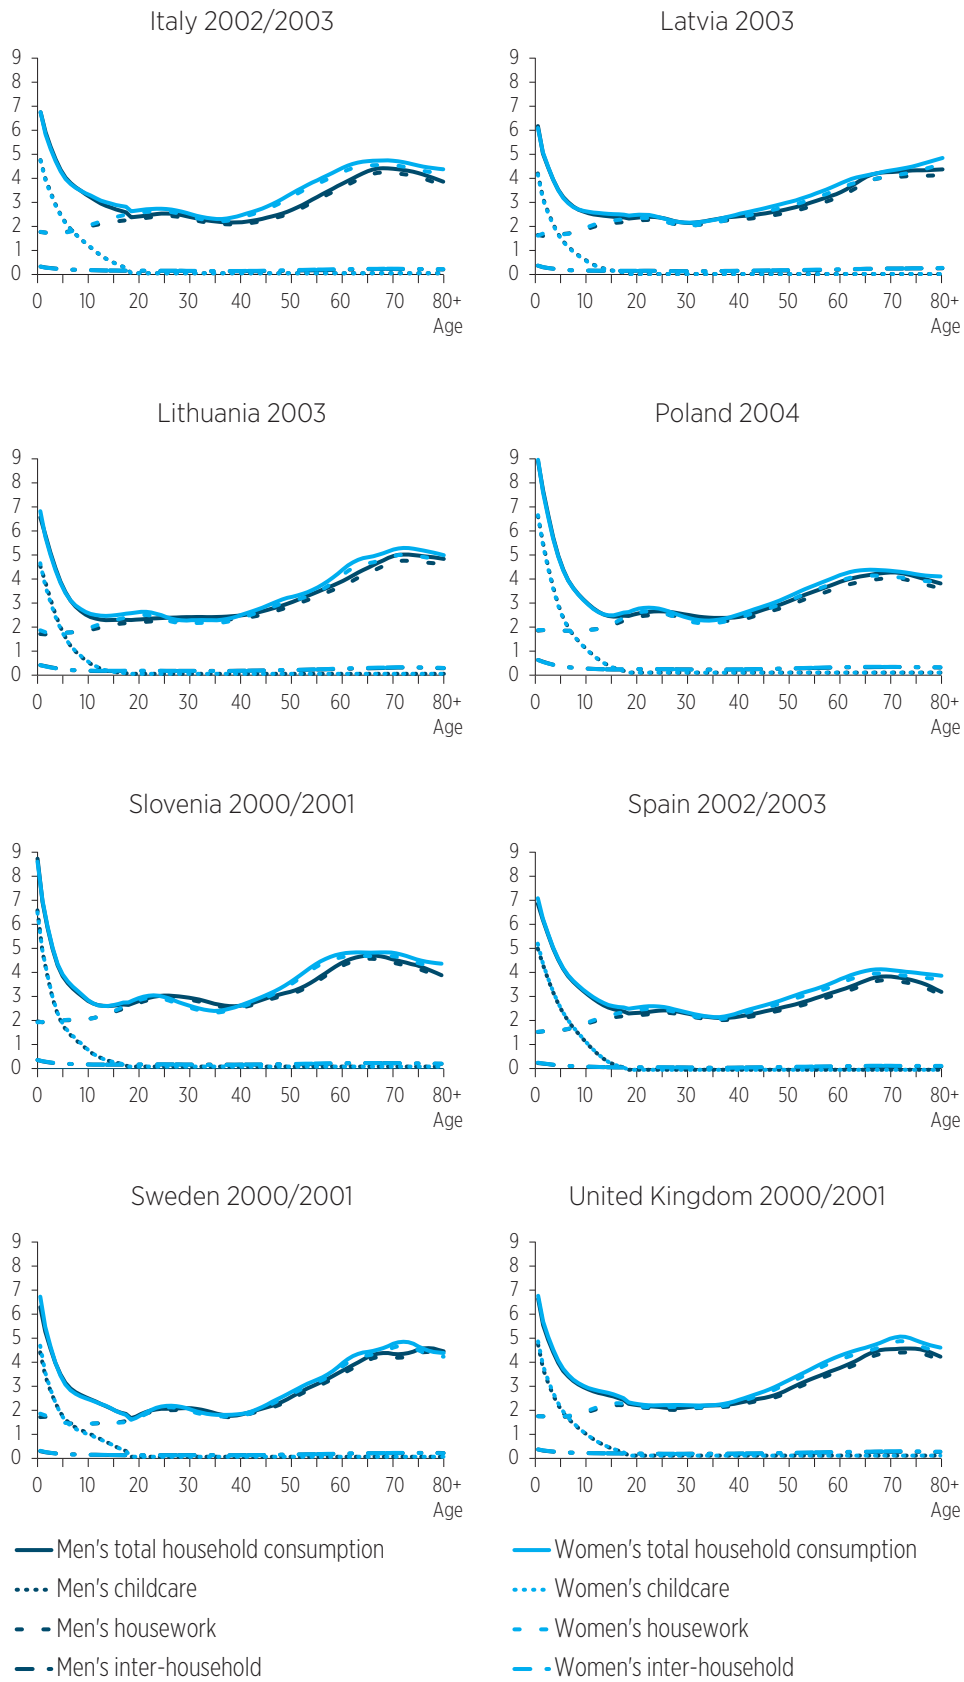 Italy 2002/2003
9
8
7
6
5
4
3
2
1
0
0 10 20 30 40 50 60 70 80+
Age
Latvia 2003
9
8
7
6
5
4
3
2
1
0
0 10 20 30 40 50 60 70 80+
Age
Lithuania 2003
9
8
7
6
5
4
3
2
1
0
0 10 20 30 40 50 60 70 80+
Age
Poland 2004
9
8
7
6
5
4
3
2
1
0
0 10 20 30 40 50 60 70 80+
Age
Slovenia 2000/2001
9
8
7
6
5
4
3
2
1
0
0 10 20 30 40 50 60 70 80+
Age
Spain 2002/2003
9
8
7
6
5
4
3
2
1
0
0 10 20 30 40 50 60 70 80+
Age
Sweden 2000/2001
9
8
7
6
5
4
3
2
1
0
0 10 20 30 40 50 60 70 80+
Age
United Kingdom 2000/2001
9
8
7
6
5
4
3
2
1
0
0 10 20 30 40 50 60 70 80+
Age
Men's total household consumption
Men's childcare
Men's housework
Men's inter-household
Women's total household consumption
Women's childcare
Women's housework
Women's inter-household